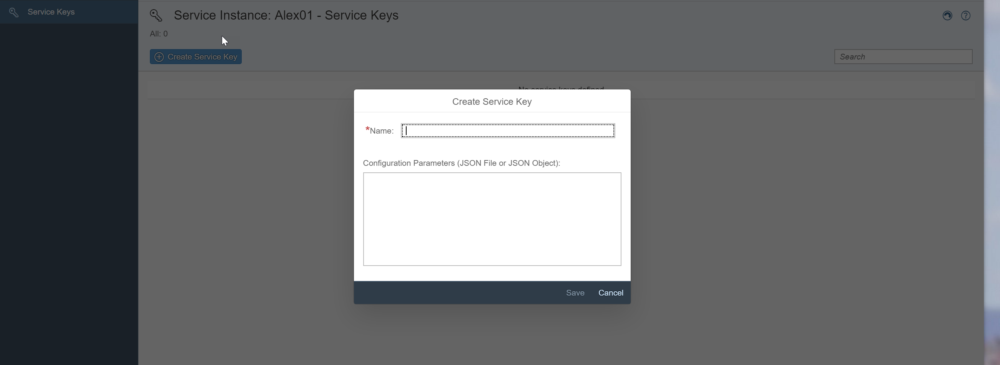 Service Keys
Service Instance: Alex01 - Service Keys
All: 0
Create Service Key
Search
No service keys defined
Create Service Key
*Name:
Configuration Parameters (JSON File or JSON Object):
Save
Cancel